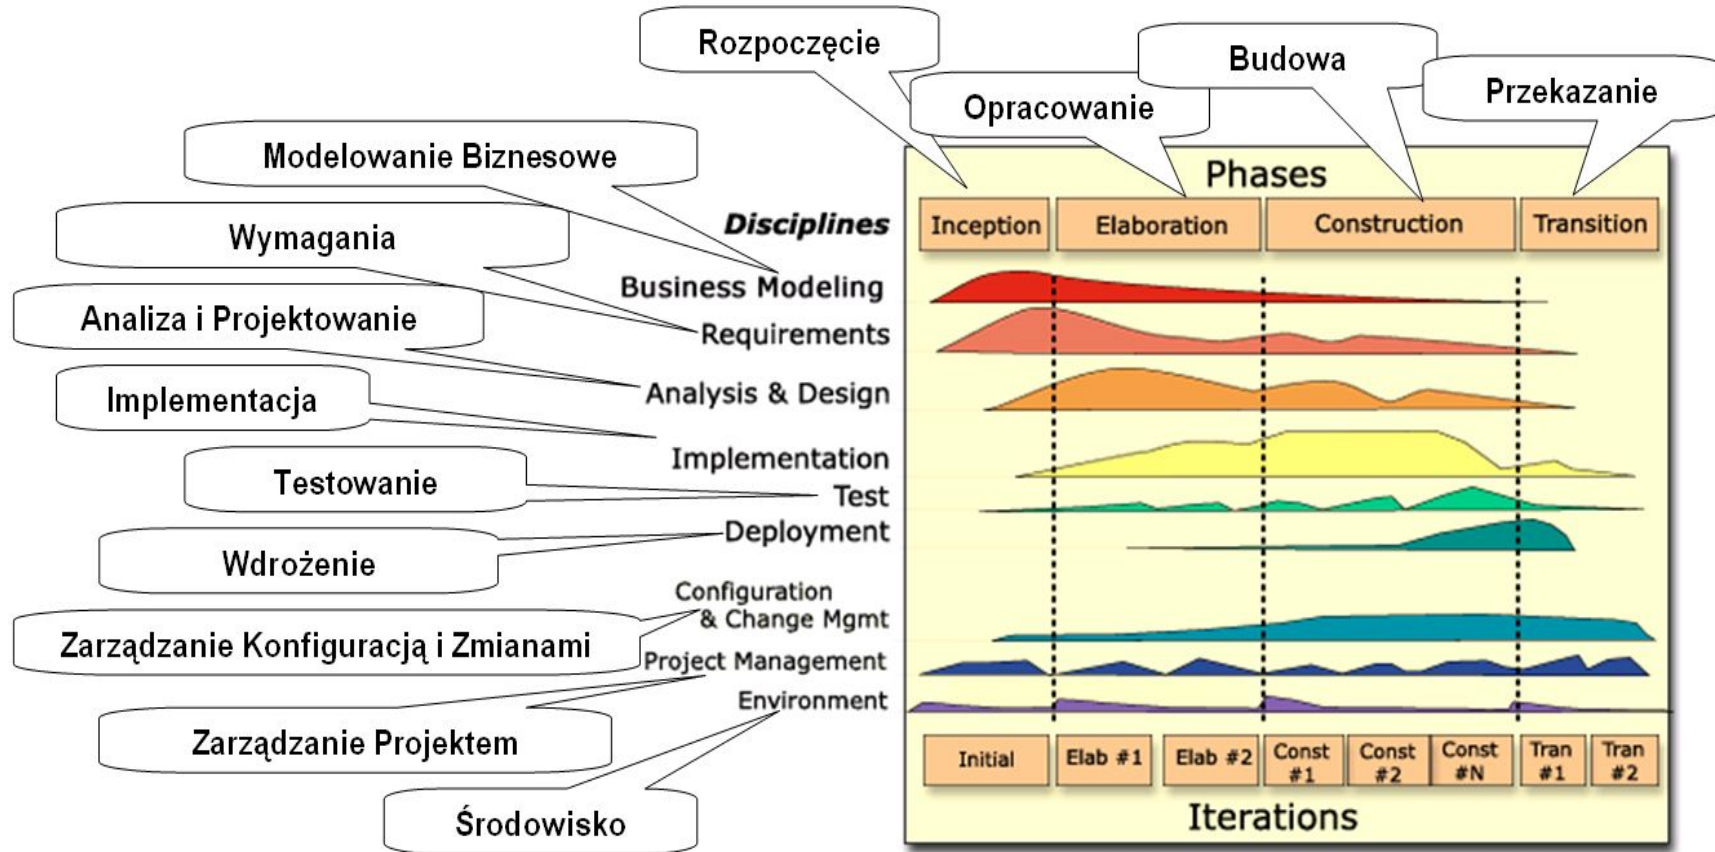 Rozpoczęcie
Budowa
Opracowanie
Przekazanie
Modelowanie Biznesowe
Phases
Wymagania
Disciplines
Inception
Elaboration
Construction
Transition
Business Modeling
Analiza i Projektowanie
Requirements
Implementacja
Analysis & Design
Implementation
Testowanie
Test
Deployment
Wdrożenie
Configuration
& Change Mgmt
Zarządzanie Konfiguracją i Zmianami
Project Management
Environment
Zarządzanie Projektem
Initial
Elab #1
Elab #2
Const
#1
Const
#2
Const
#N
Tran
#1
Tran
#2
Iterations
Środowisko